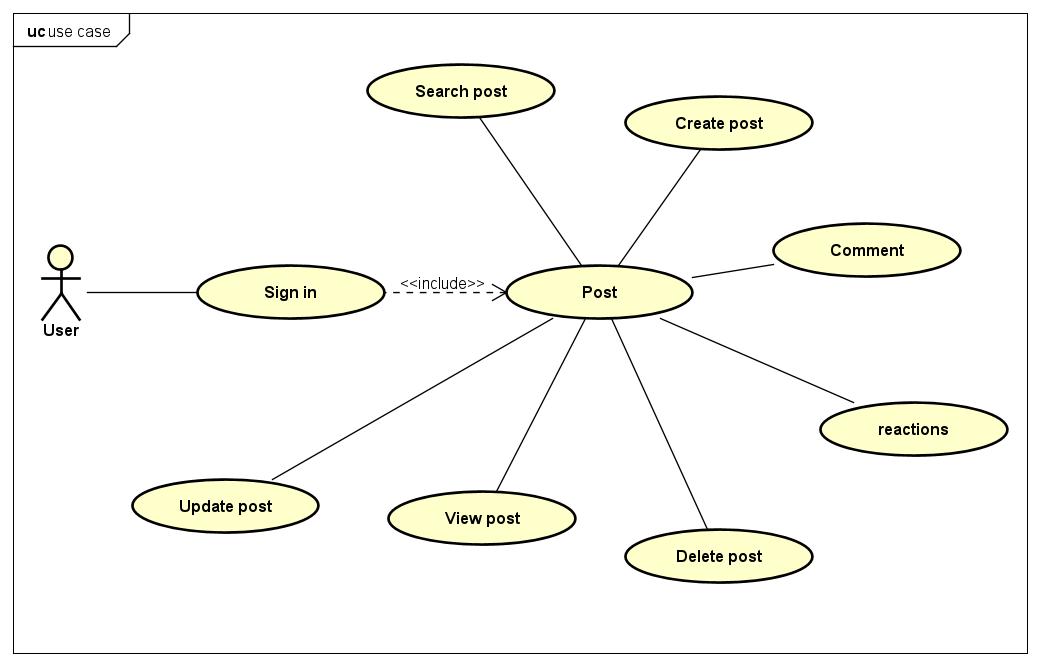 uc use case
Search post
Create post
Comment
<<include>>
Sign in
Post
User
reactions
Update post
View post
Delete post